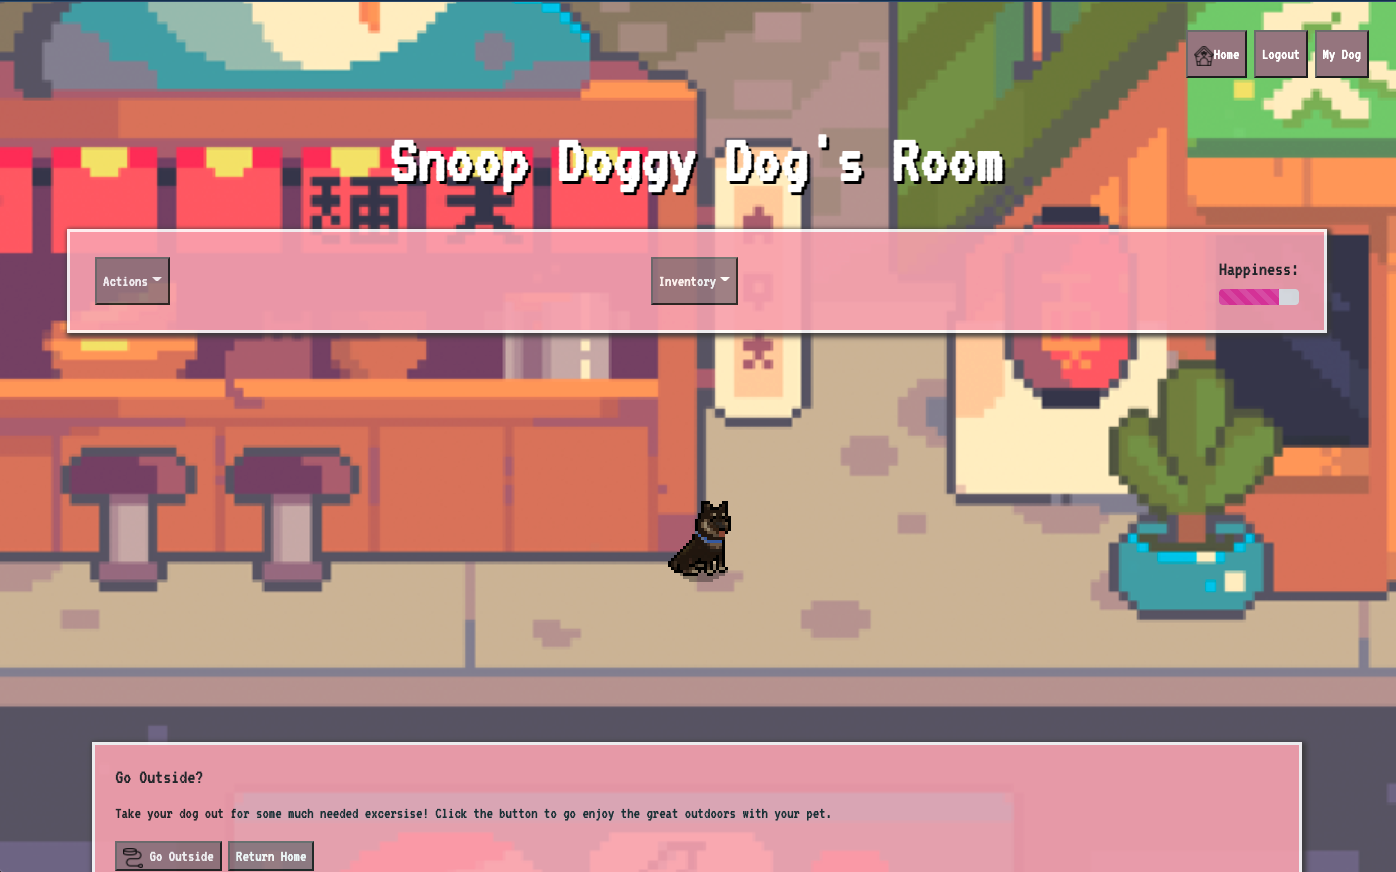 Home Logout My Dog
Snoop Doggy Dog's Room
Actions Inventory Happiness:
Go Outside?
Take your dog out for some much needed excersise! Click the button to go enjoy the great outdoors with your pet.
Go Outside Return Home